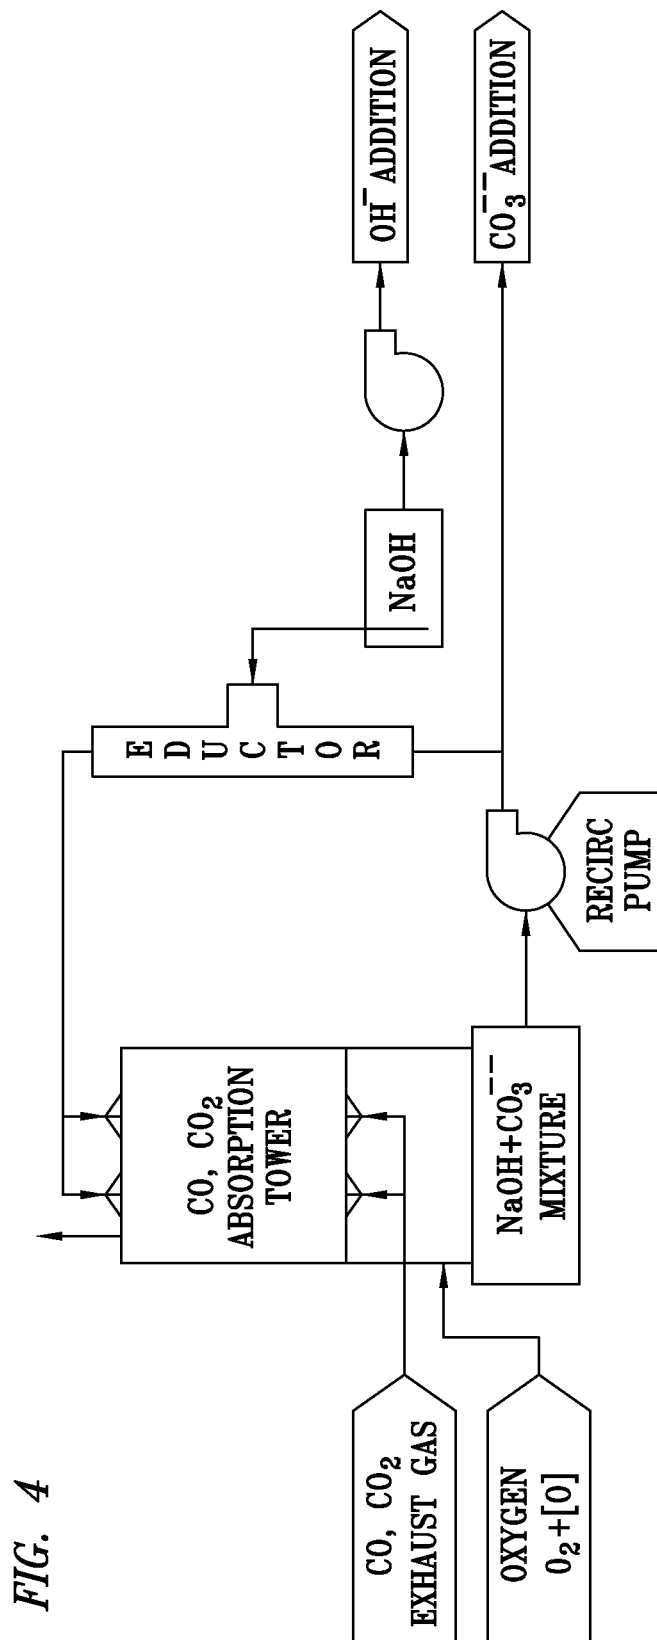 FIG. 4
CO, CO₂
EXHAUST GAS
OXYGEN
O₂+[O]
CO, CO₂
ABSORPTION
TOWER
NaOH+CO₃⁻⁻
MIXTURE
RECIRC
PUMP
EDUCTOR
NaOH
OH⁻ ADDITION
CO₃⁻⁻ ADDITION